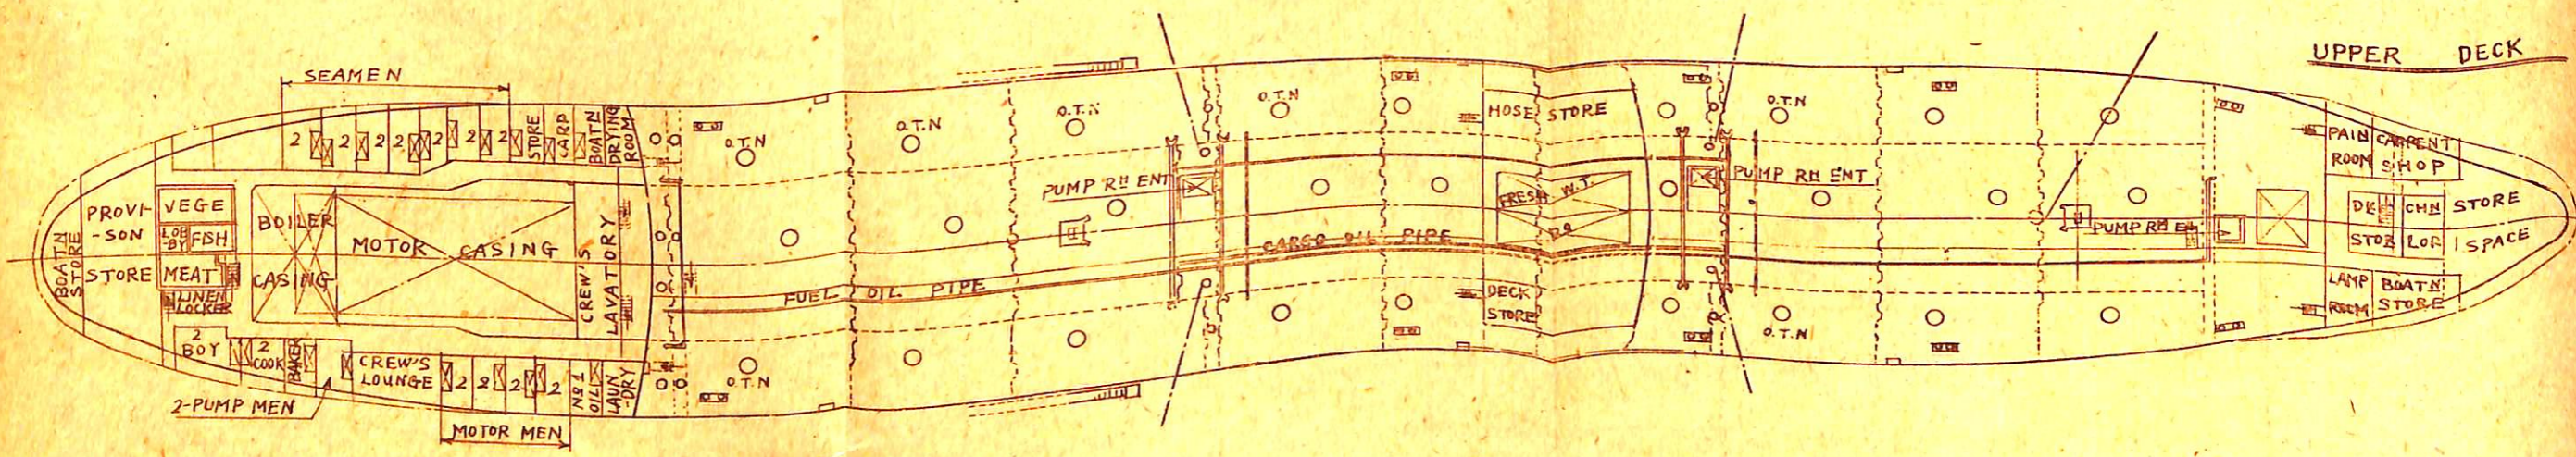 UPPER DECK
SEAMEN
2 2 2 2 2 2 2
STORE
CARP
BOATN
DRYING
ROOM
O.T.N
O.T.N
O.T.N
O.T.N
O.T.N
HOSE STORE
PAIN
ROOM
CARPENT
SHOP
BOATN
STORE
PROVI-
-SON
STORE
VEGE
LOB
BY
FISH
MEAT
LINEN
LOCKER
BOILER
CASING
MOTOR CASING
CREW'S
LAVATORY
PUMP RM ENT
FRESH W.T.
PUMP RM ENT
PUMP RM EN
DK
STOR
CHN
LOC
STORE
SPACE
CARGO OIL PIPE
FUEL OIL PIPE
DECK
STORE
LAMP
ROOM
BOATN
STORE
2
BOY
2
COOK
BAKER
CREW'S
LOUNGE
2 2 2 2
No 1
OIL
LAUN
-DRY
O.T.N
O.T.N
2-PUMP MEN
MOTOR MEN